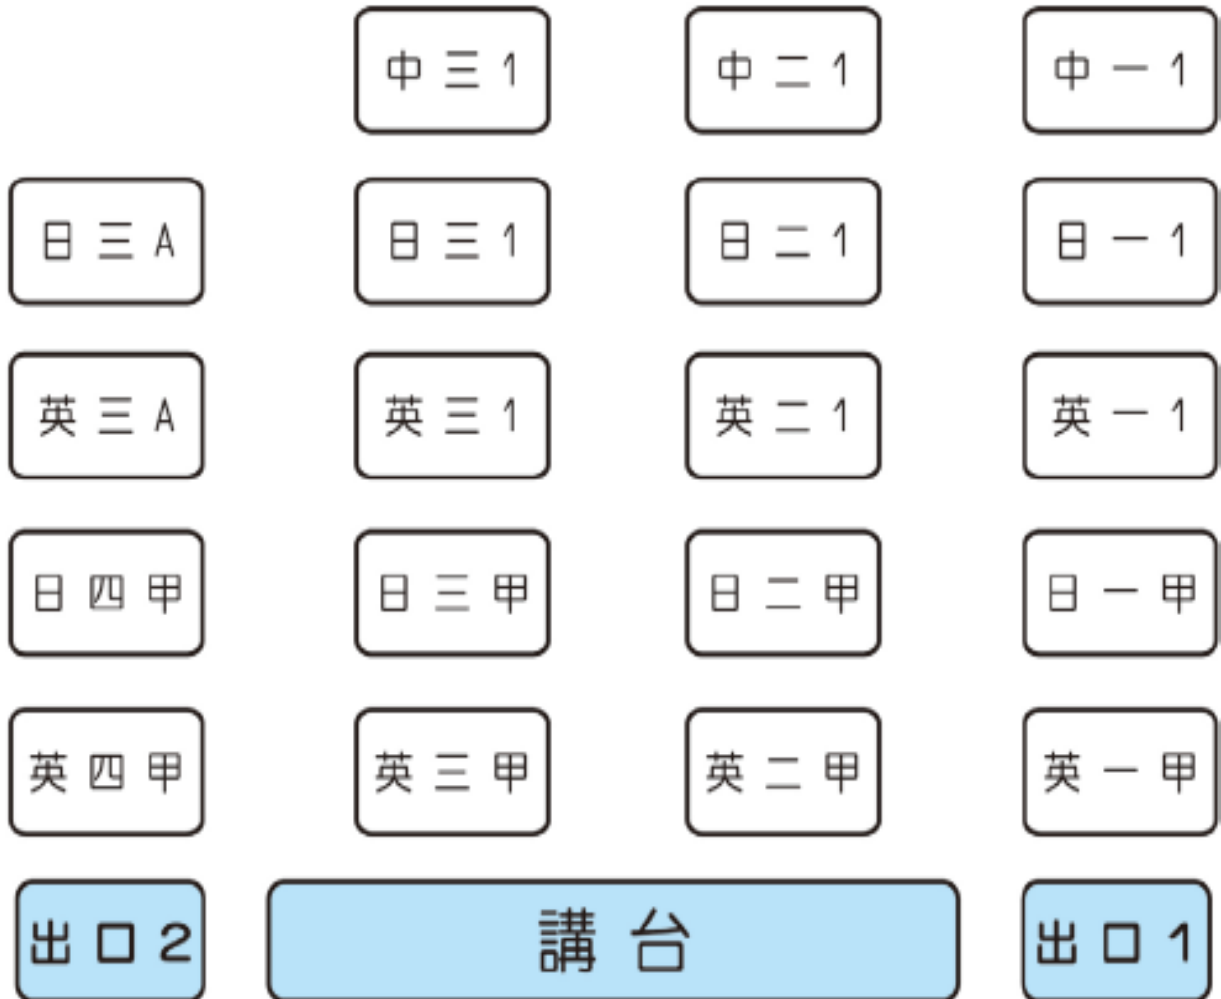 中三1 中二1 中一1
日三A 日三1 日二1 日一1
英三A 英三1 英二1 英一1
日四甲 日三甲 日二甲 日一甲
英四甲 英三甲 英二甲 英一甲
出口2 講台 出口1